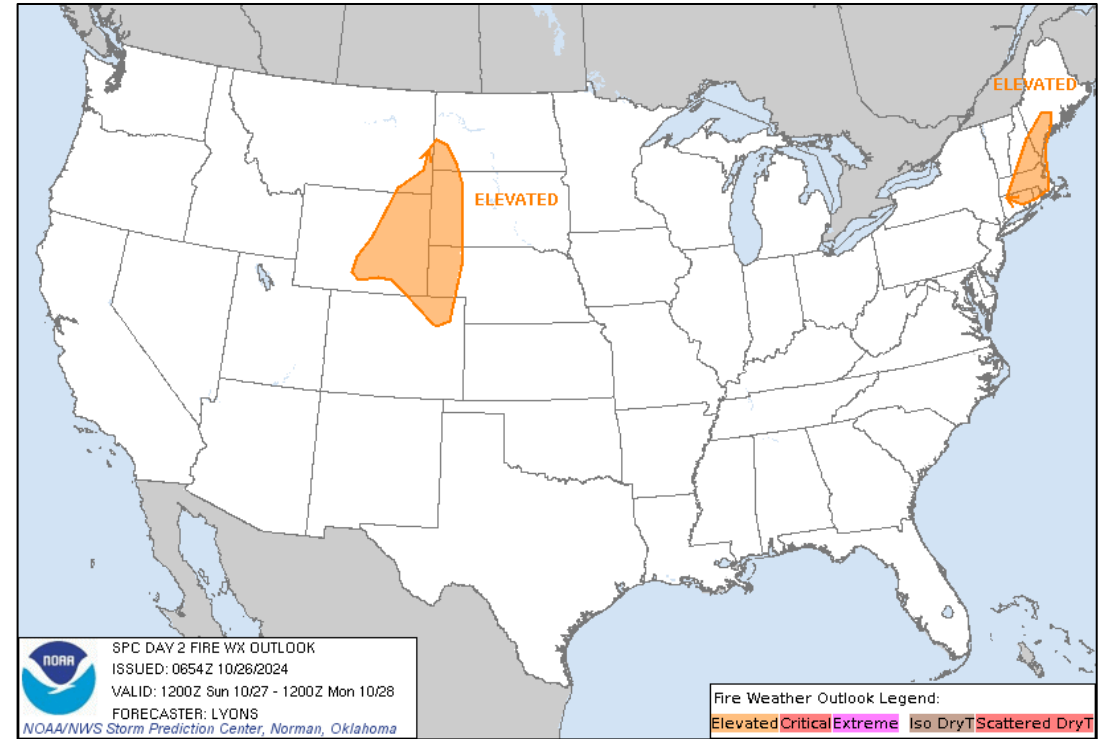 ELEVATED
ELEVATED
NOAA
SPC DAY 2 FIRE WX OUTLOOK
ISSUED: 0654Z 10/26/2024
VALID: 1200Z Sun 10/27 - 1200Z Mon 10/28
FORECASTER: LYONS
NOAA/NWS Storm Prediction Center, Norman, Oklahoma
Fire Weather Outlook Legend:
Elevated Critical Extreme Iso DryT Scattered DryT